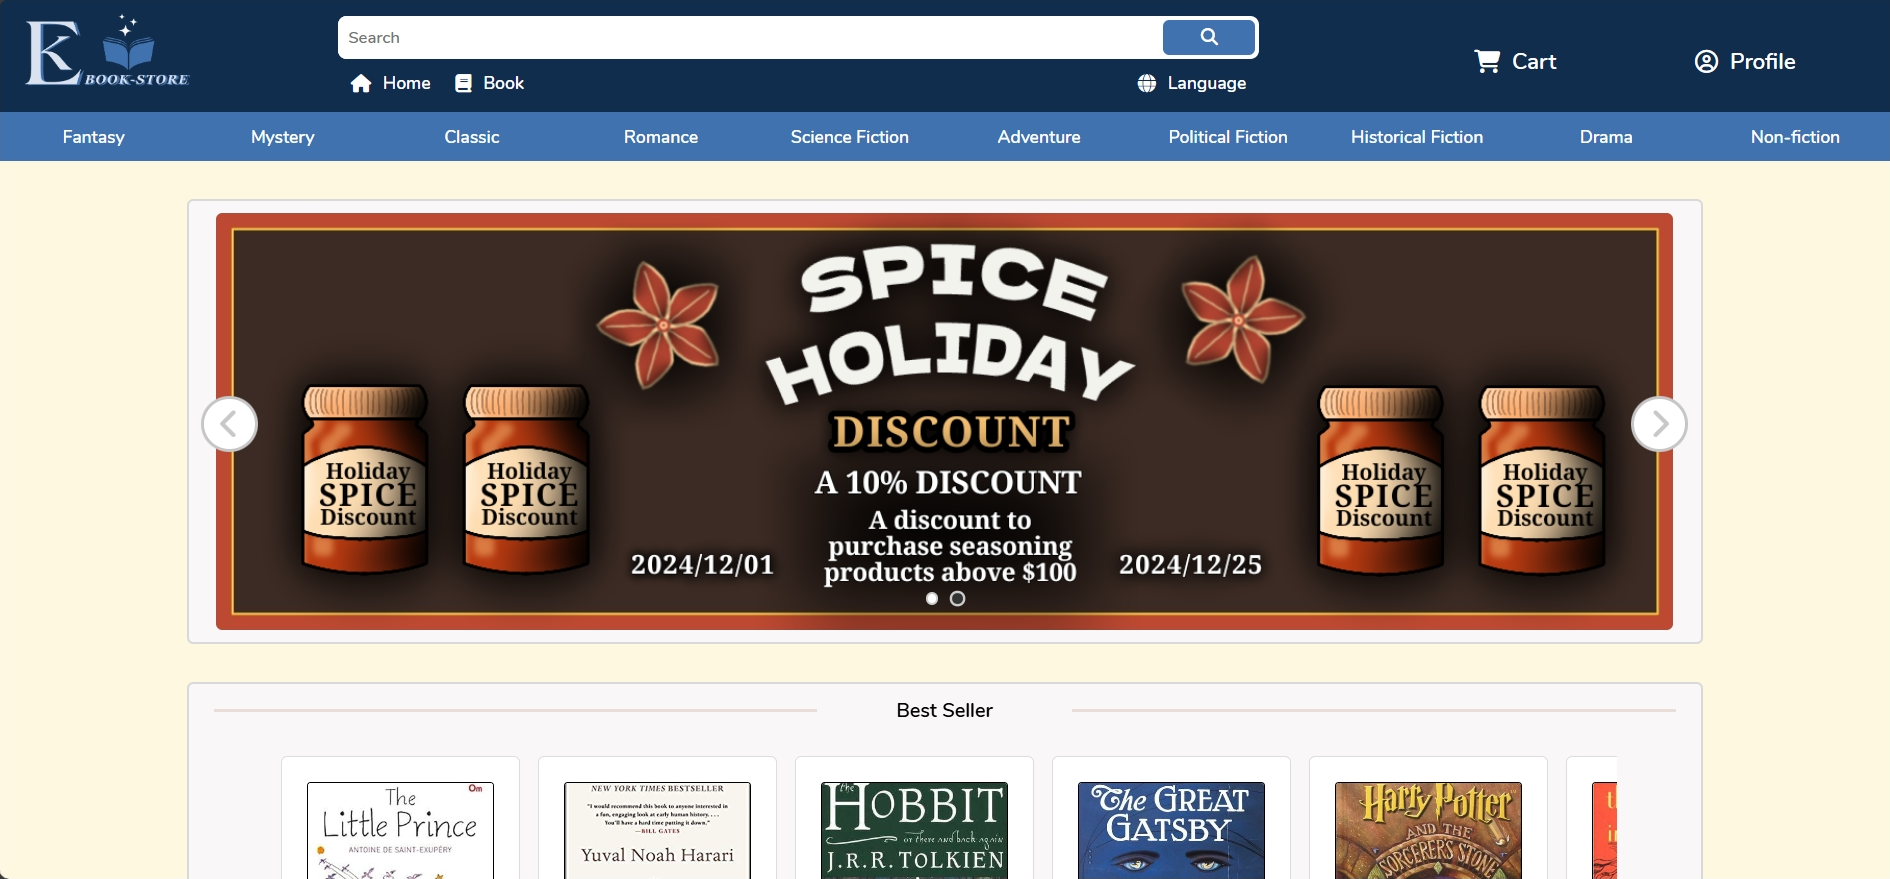 EK
BOOK-STORE
Search
Home
Book
Language
Cart
Profile
Fantasy
Mystery
Classic
Romance
Science Fiction
Adventure
Political Fiction
Historical Fiction
Drama
Non-fiction
SPICE
HOLIDAY
DISCOUNT
A 10% DISCOUNT
A discount to
purchase seasoning
products above $100
2024/12/01
2024/12/25
Holiday
SPICE
Discount
Holiday
SPICE
Discount
Holiday
SPICE
Discount
Holiday
SPICE
Discount
Best Seller
Om
The
Little Prince
ANTOINE DE SAINT-EXUPÉRY
NEW YORK TIMES BESTSELLER
"I would recommend this book to anyone interested in
a fun, engaging look at early human history. . . .
You'll have a hard time putting it down."
—BILL GATES
Yuval Noah Harari
the
HOBBIT
or there and back again
J.R.R. TOLKIEN
The GREAT
GATSBY
Harry Potter
AND THE
SORCERER'S STONE